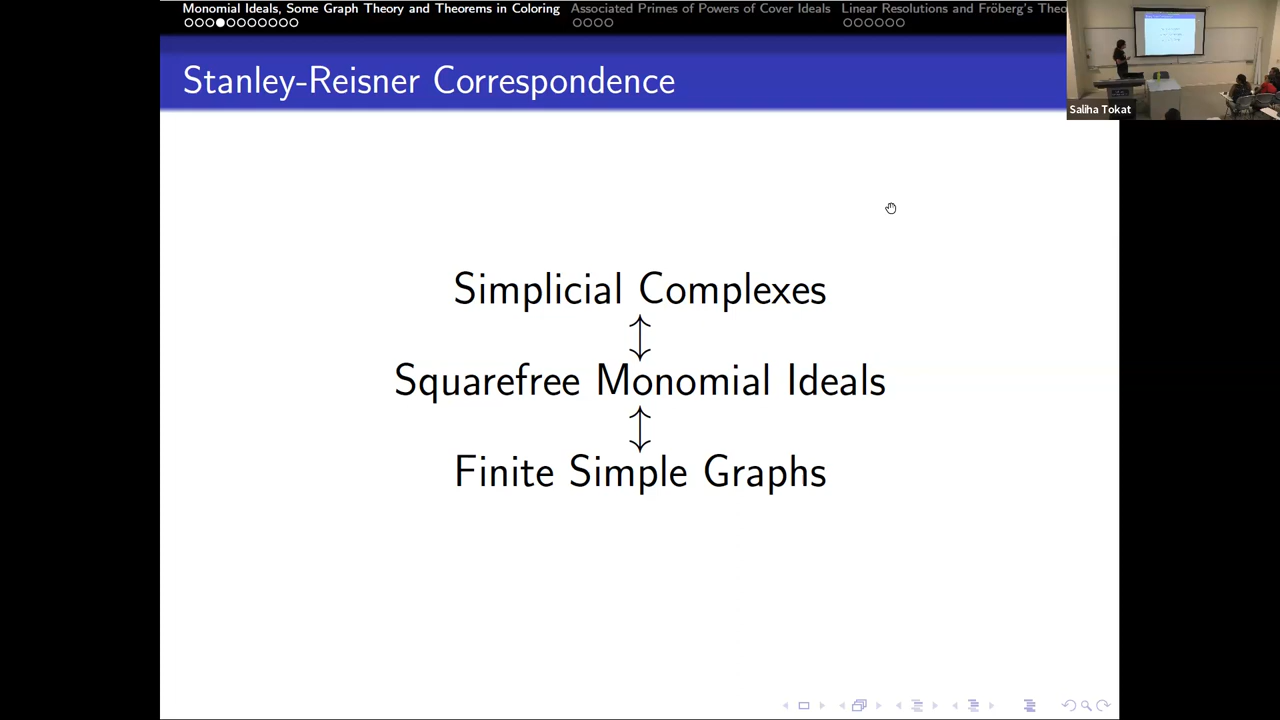 Monomial Ideals, Some Graph Theory and Theorems in Coloring Associated Primes of Powers of Cover Ideals Linear Resolutions and Fröberg's Theo
Stanley-Reisner Correspondence
Saliha Tokat
Simplicial Complexes
Squarefree Monomial Ideals
Finite Simple Graphs